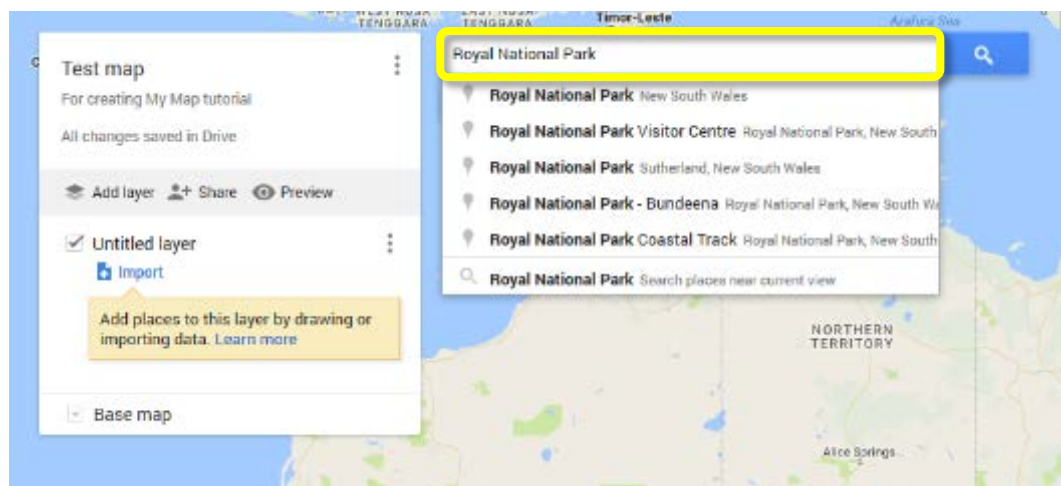 WEST NUSA
TENGGARA
EAST NUSA
TENGGARA
Timor-Leste
Arafura Sea
Test map
For creating My Map tutorial
All changes saved in Drive
Add layer Share Preview
Untitled layer
Import
Add places to this layer by drawing or
importing data. Learn more
Base map
Royal National Park
Royal National Park New South Wales
Royal National Park Visitor Centre Royal National Park, New South
Royal National Park Sutherland, New South Wales
Royal National Park - Bundeena Royal National Park, New South Wa
Royal National Park Coastal Track Royal National Park, New South
Royal National Park Search places near current view
NORTHERN
TERRITORY
Alice Springs